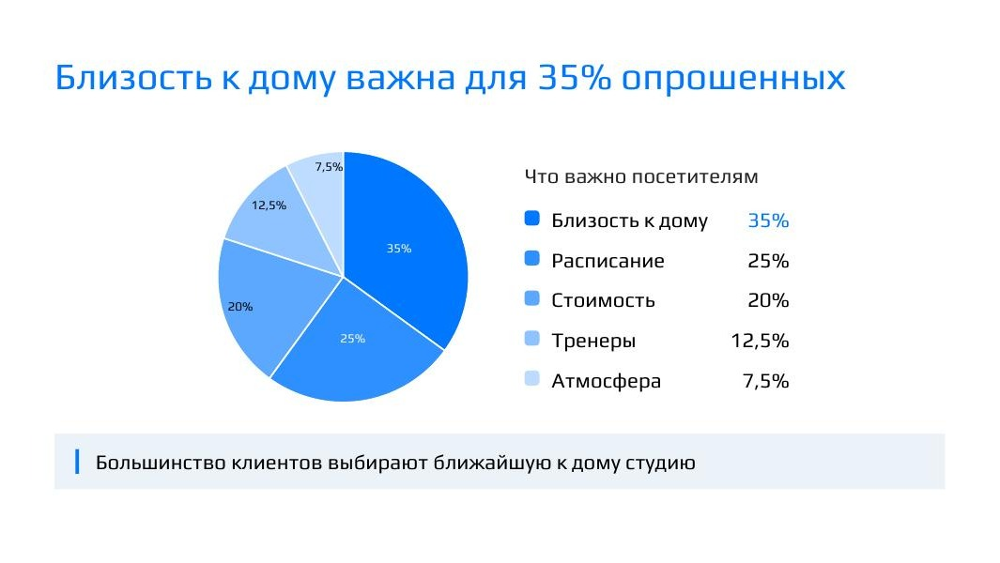 Близость к дому важна для 35% опрошенных
7,5%
12,5%
35%
20%
25%
Что важно посетителям
Близость к дому 35%
Расписание 25%
Стоимость 20%
Тренеры 12,5%
Атмосфера 7,5%
Большинство клиентов выбирают ближайшую к дому студию